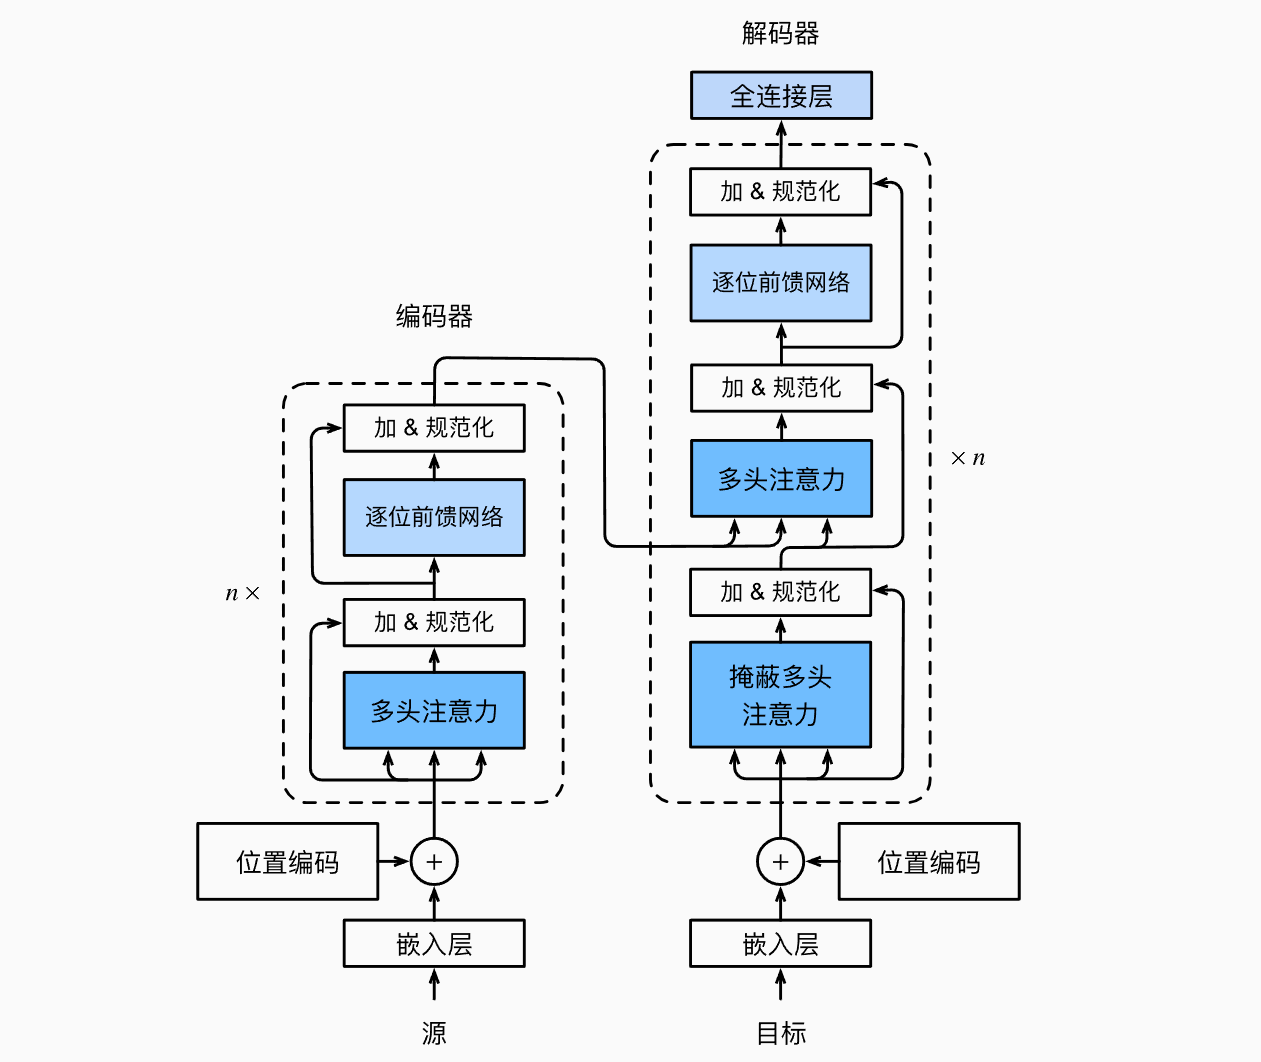 解码器
全连接层
加 & 规范化
逐位前馈网络
加 & 规范化
多头注意力
× n
加 & 规范化
掩蔽多头
注意力
位置编码
+
嵌入层
目标
编码器
加 & 规范化
逐位前馈网络
n ×
加 & 规范化
多头注意力
位置编码
+
嵌入层
源